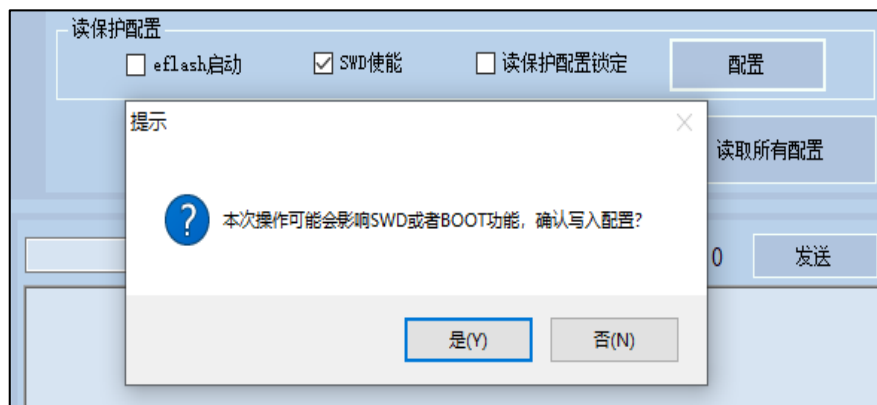 读保护配置
eflash启动
SWD使能
读保护配置锁定
配置
提示
读取所有配置
本次操作可能会影响SWD或者BOOT功能，确认写入配置?
0
发送
是(Y)
否(N)